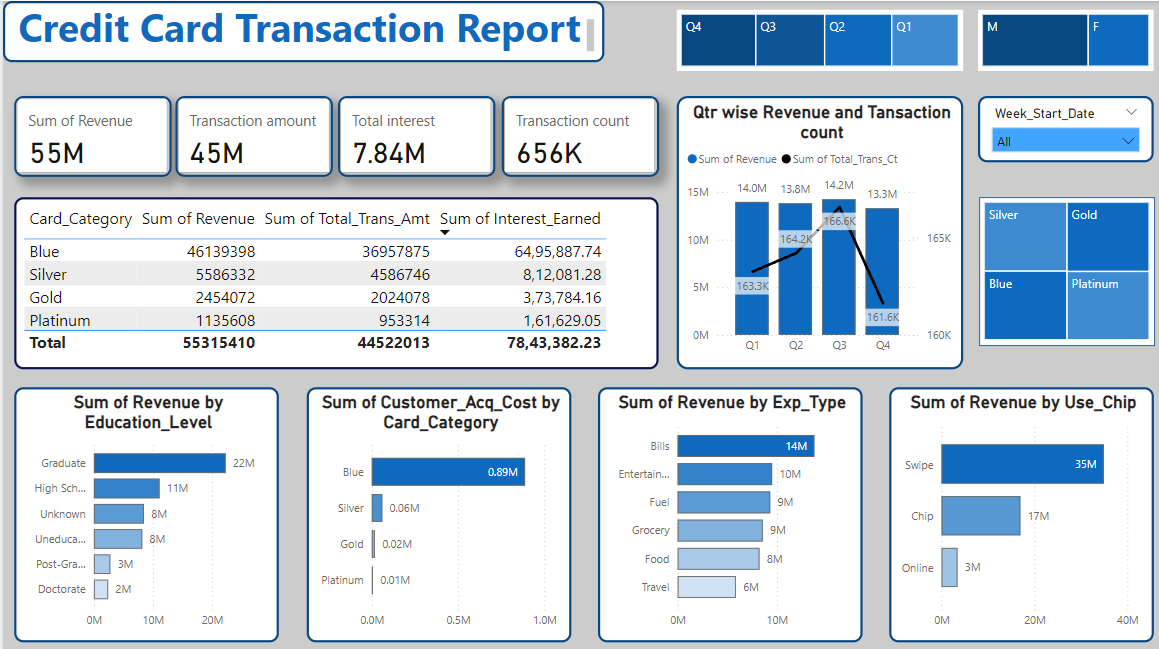 Credit Card Transaction Report
Q4 Q3 Q2 Q1
M F
Sum of Revenue
55M
Transaction amount
45M
Total interest
7.84M
Transaction count
656K
Qtr wise Revenue and Tansaction
count
Sum of Revenue Sum of Total_Trans_Ct
15M
10M
5M
0M
14.0M 13.8M 14.2M 13.3M
163.3K 164.2K 166.6K 161.6K
165K
160K
Q1 Q2 Q3 Q4
Week_Start_Date
All
Silver Gold
Blue Platinum
Card_Category Sum of Revenue Sum of Total_Trans_Amt Sum of Interest_Earned
Blue 46139398 36957875 64,95,887.74
Silver 5586332 4586746 8,12,081.28
Gold 2454072 2024078 3,73,784.16
Platinum 1135608 953314 1,61,629.05
Total 55315410 44522013 78,43,382.23
Sum of Revenue by
Education_Level
Graduate 22M
High Sch... 11M
Unknown 8M
Uneduca... 8M
Post-Gra... 3M
Doctorate 2M
0M 10M 20M
Sum of Customer_Acq_Cost by
Card_Category
Blue 0.89M
Silver 0.06M
Gold 0.02M
Platinum 0.01M
0.0M 0.5M 1.0M
Sum of Revenue by Exp_Type
Bills 14M
Entertain... 10M
Fuel 9M
Grocery 9M
Food 8M
Travel 6M
0M 10M
Sum of Revenue by Use_Chip
Swipe 35M
Chip 17M
Online 3M
0M 20M 40M